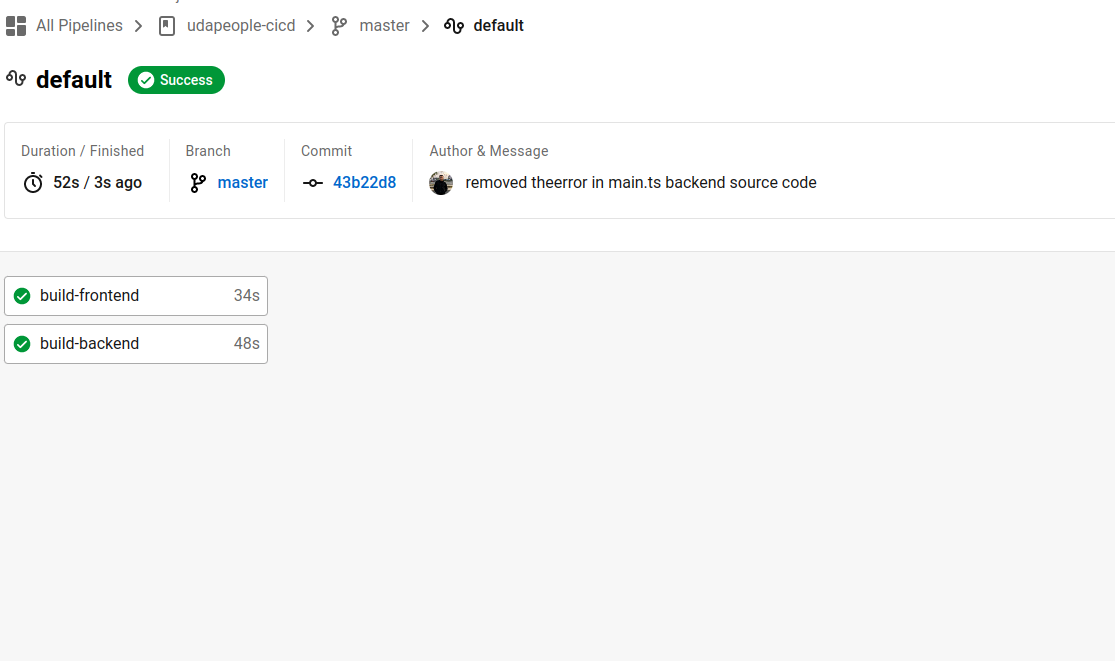 All Pipelines udapeople-cicd master default
default Success
Duration / Finished Branch Commit Author & Message
52s / 3s ago master 43b22d8 removed theerror in main.ts backend source code
build-frontend 34s
build-backend 48s